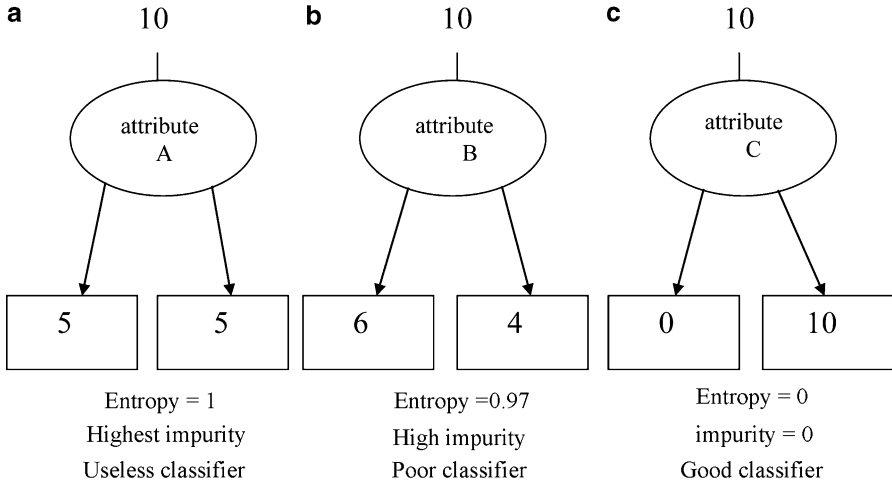 a
10
attribute
A
5
5
Entropy = 1
Highest impurity
Useless classifier
b
10
attribute
B
6
4
Entropy =0.97
High impurity
Poor classifier
c
10
attribute
C
0
10
Entropy = 0
impurity = 0
Good classifier